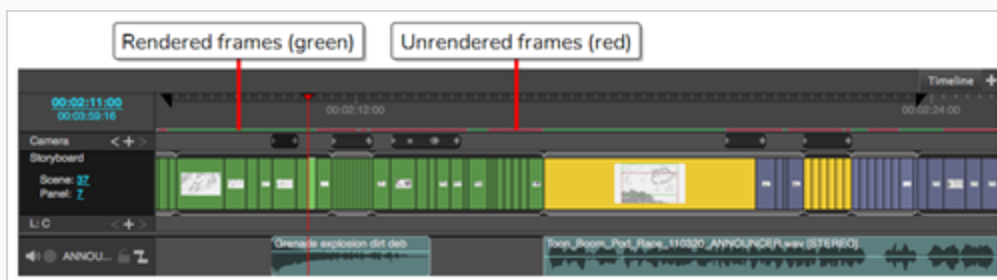 Rendered frames (green)
Unrendered frames (red)
Timeline +
00:02:11:00
00:03:59:16
00:02:12:00
00:02:24:00
Camera < + >
Storyboard
Scene: 37
Panel: 7
L: C < + >
ANNOU...
Grenade explosion dirt deb
Toon_Boom_Pod_Race_110320_ANNOUNCER.wav [STEREO]